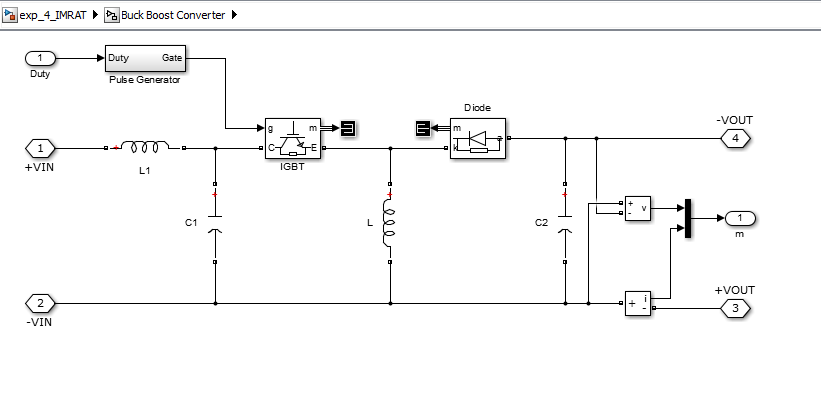 exp_4_IMRAT Buck Boost Converter
1
Duty
Duty Gate
Pulse Generator
1
+VIN
L1
g m
C E
IGBT
Diode
m
k a
-VOUT
4
C1
L
C2
+ v
-
1
m
2
-VIN
+ i
-
+VOUT
3